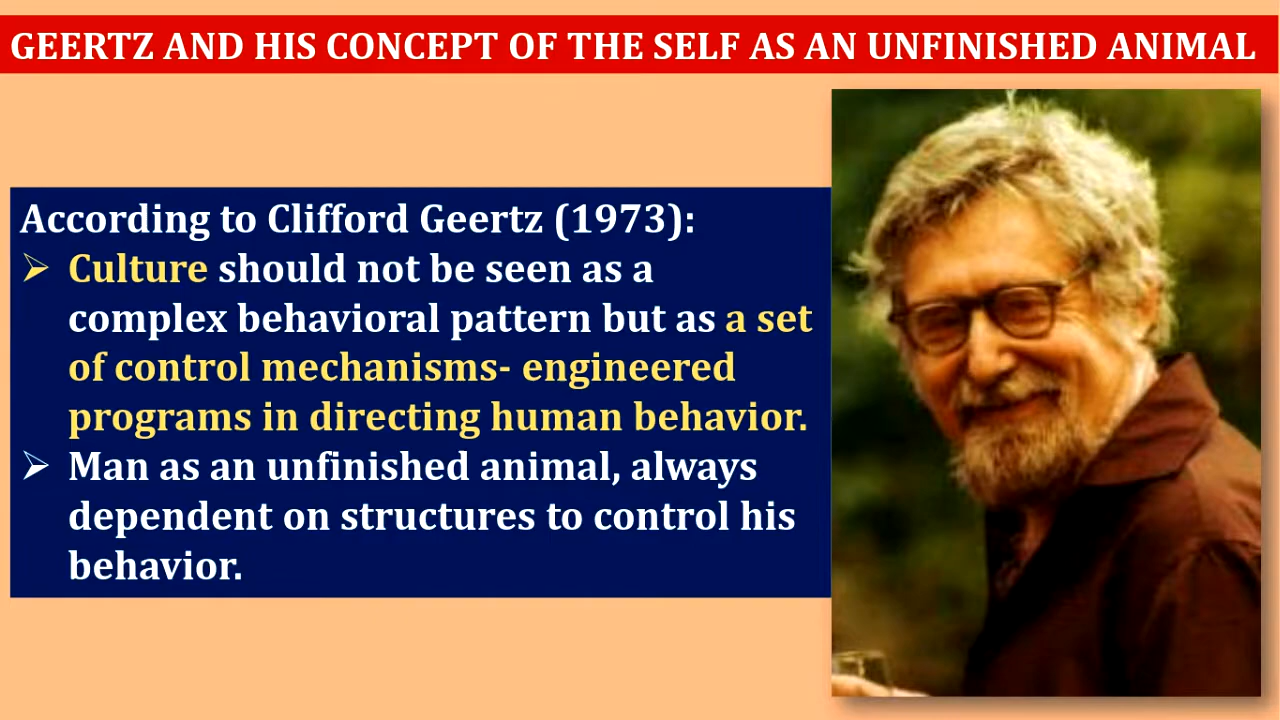 GEERTZ AND HIS CONCEPT OF THE SELF AS AN UNFINISHED ANIMAL
According to Clifford Geertz (1973):
➢ Culture should not be seen as a
complex behavioral pattern but as a set
of control mechanisms- engineered
programs in directing human behavior.
➢ Man as an unfinished animal, always
dependent on structures to control his
behavior.